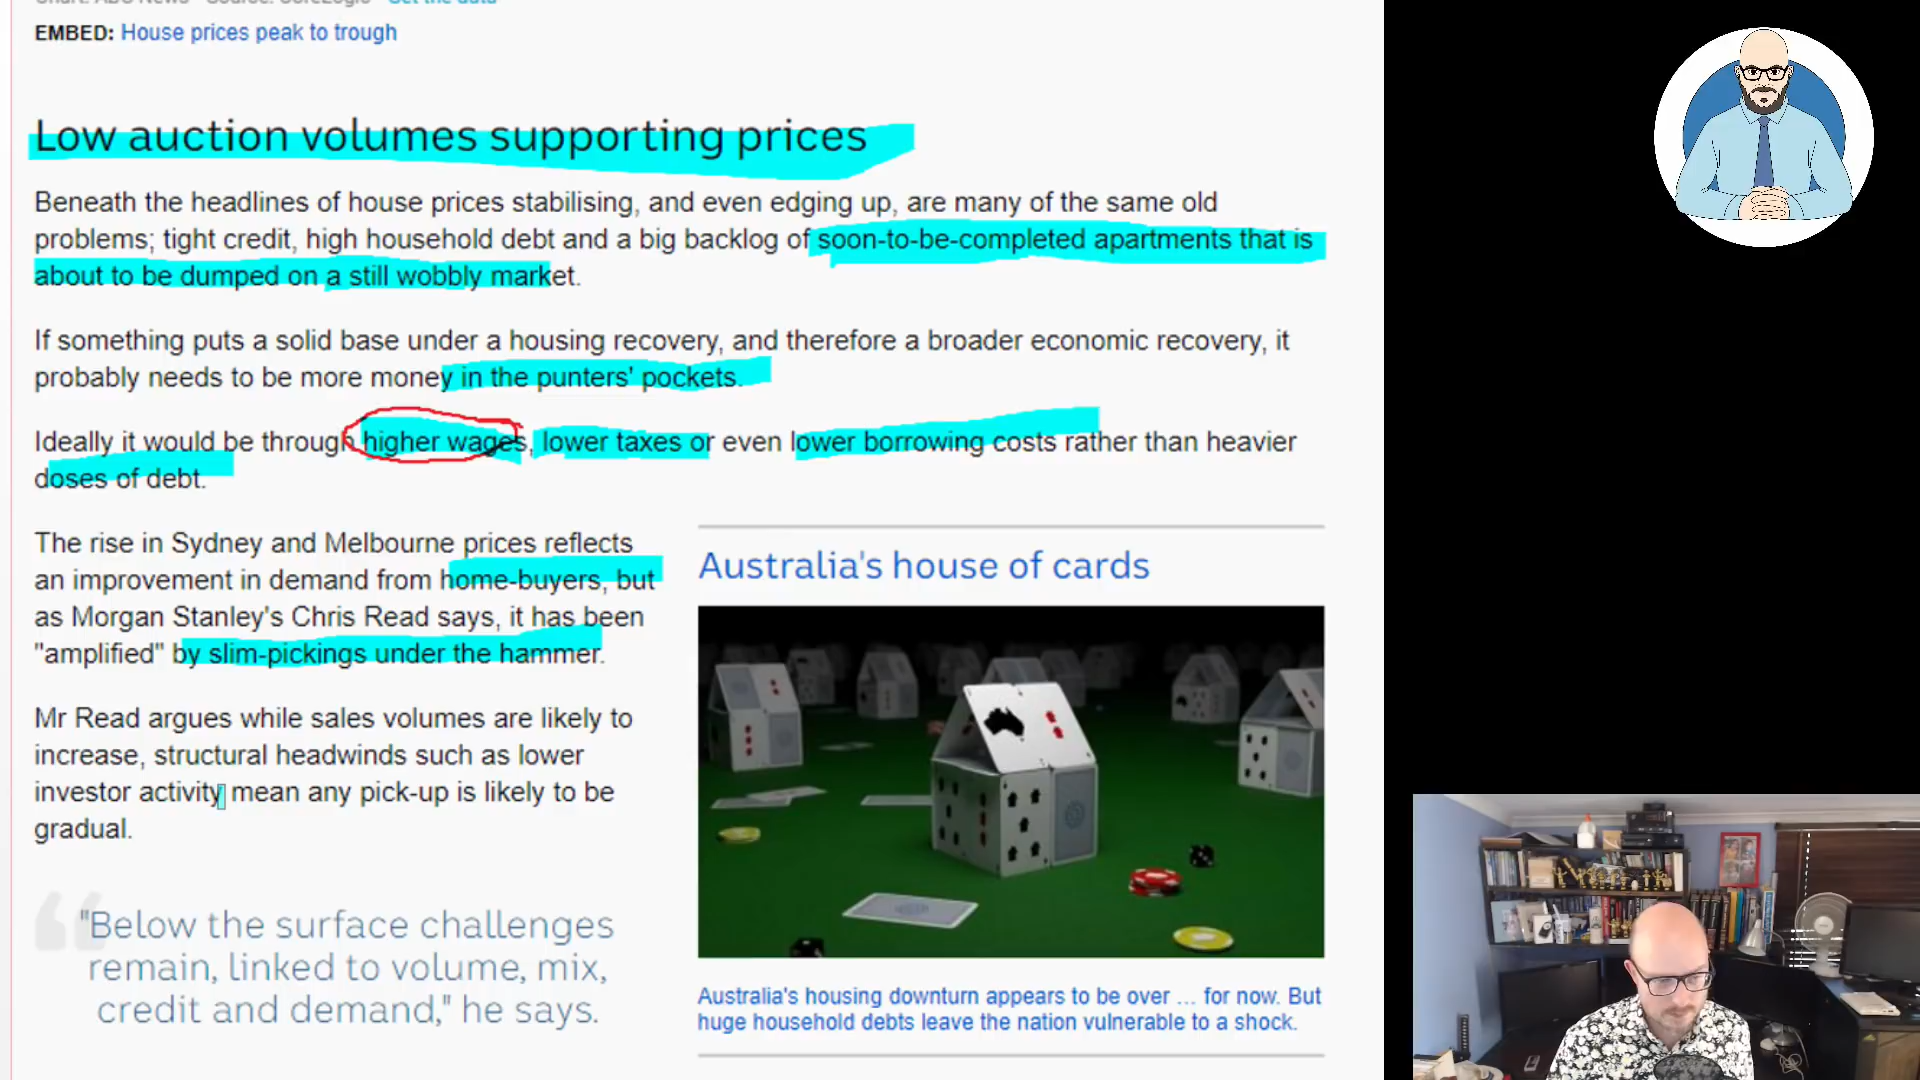 Chart: ABC News · Source: CoreLogic · Get the data
EMBED: House prices peak to trough
Low auction volumes supporting prices
Beneath the headlines of house prices stabilising, and even edging up, are many of the same old
problems; tight credit, high household debt and a big backlog of soon-to-be-completed apartments that is
about to be dumped on a still wobbly market.
If something puts a solid base under a housing recovery, and therefore a broader economic recovery, it
probably needs to be more money in the punters' pockets.
Ideally it would be through higher wages, lower taxes or even lower borrowing costs rather than heavier
doses of debt.
The rise in Sydney and Melbourne prices reflects
an improvement in demand from home-buyers, but
as Morgan Stanley's Chris Read says, it has been
"amplified" by slim-pickings under the hammer.
Mr Read argues while sales volumes are likely to
increase, structural headwinds such as lower
investor activity mean any pick-up is likely to be
gradual.
"Below the surface challenges
remain, linked to volume, mix,
credit and demand," he says.
Australia's house of cards
Australia's housing downturn appears to be over ... for now. But
huge household debts leave the nation vulnerable to a shock.